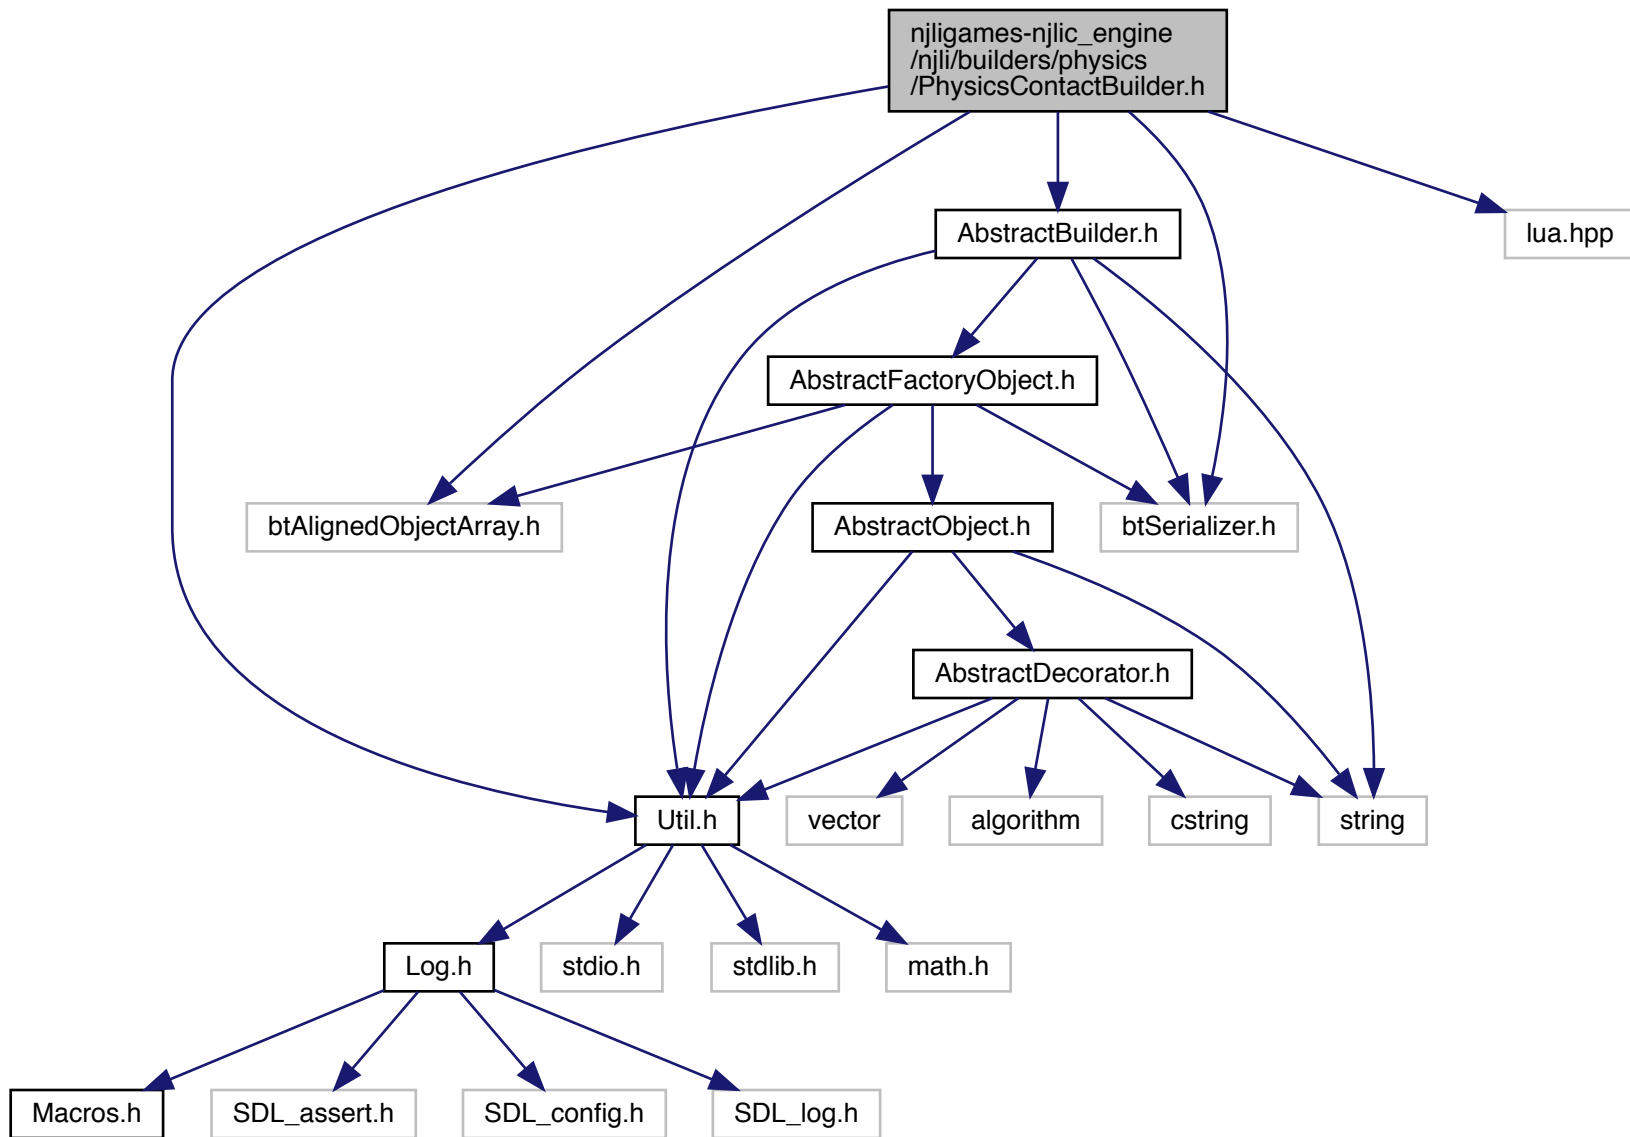 njligames-njlic_engine
/njli/builders/physics
/PhysicsContactBuilder.h
AbstractBuilder.h
lua.hpp
AbstractFactoryObject.h
btAlignedObjectArray.h
AbstractObject.h
btSerializer.h
AbstractDecorator.h
Util.h
vector
algorithm
cstring
string
Log.h
stdio.h
stdlib.h
math.h
Macros.h
SDL_assert.h
SDL_config.h
SDL_log.h